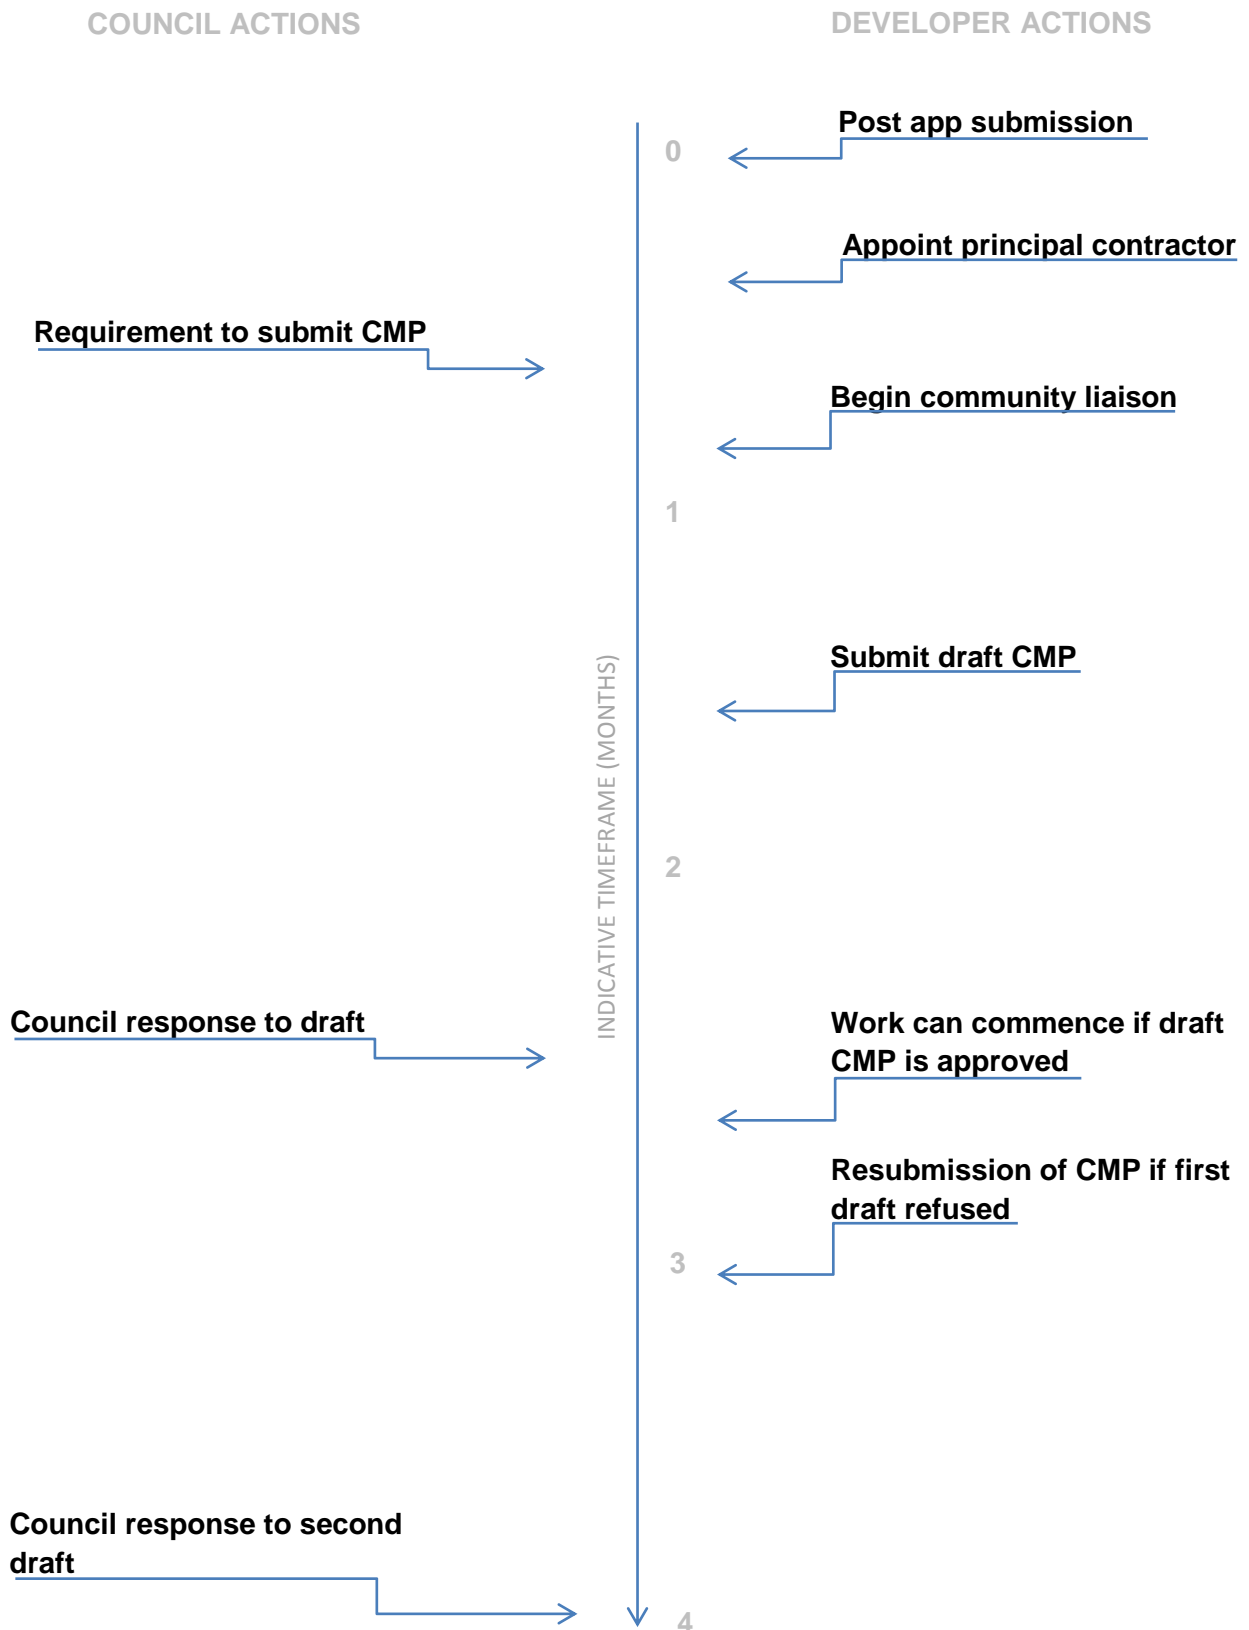 COUNCIL ACTIONS
DEVELOPER ACTIONS
Post app submission
0
Appoint principal contractor
Requirement to submit CMP
Begin community liaison
1
Submit draft CMP
INDICATIVE TIMEFRAME (MONTHS)
2
Council response to draft
Work can commence if draft
CMP is approved
Resubmission of CMP if first
draft refused
3
Council response to second
draft
4